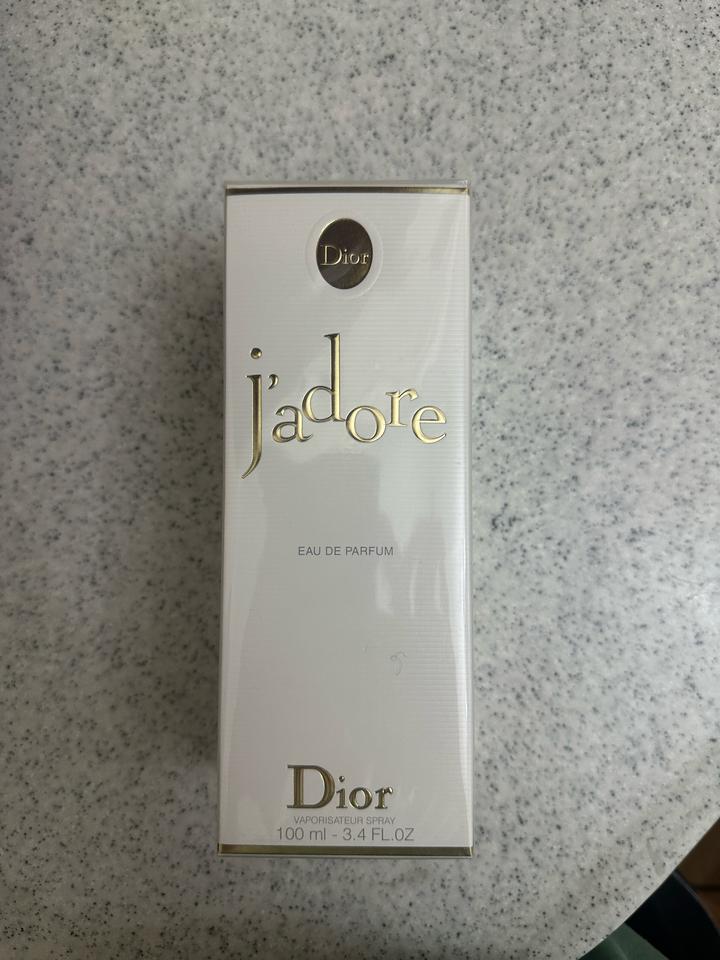 Dior
j'adore
EAU DE PARFUM
Dior
VAPORISATEUR SPRAY
100 ml - 3.4 FL.OZ